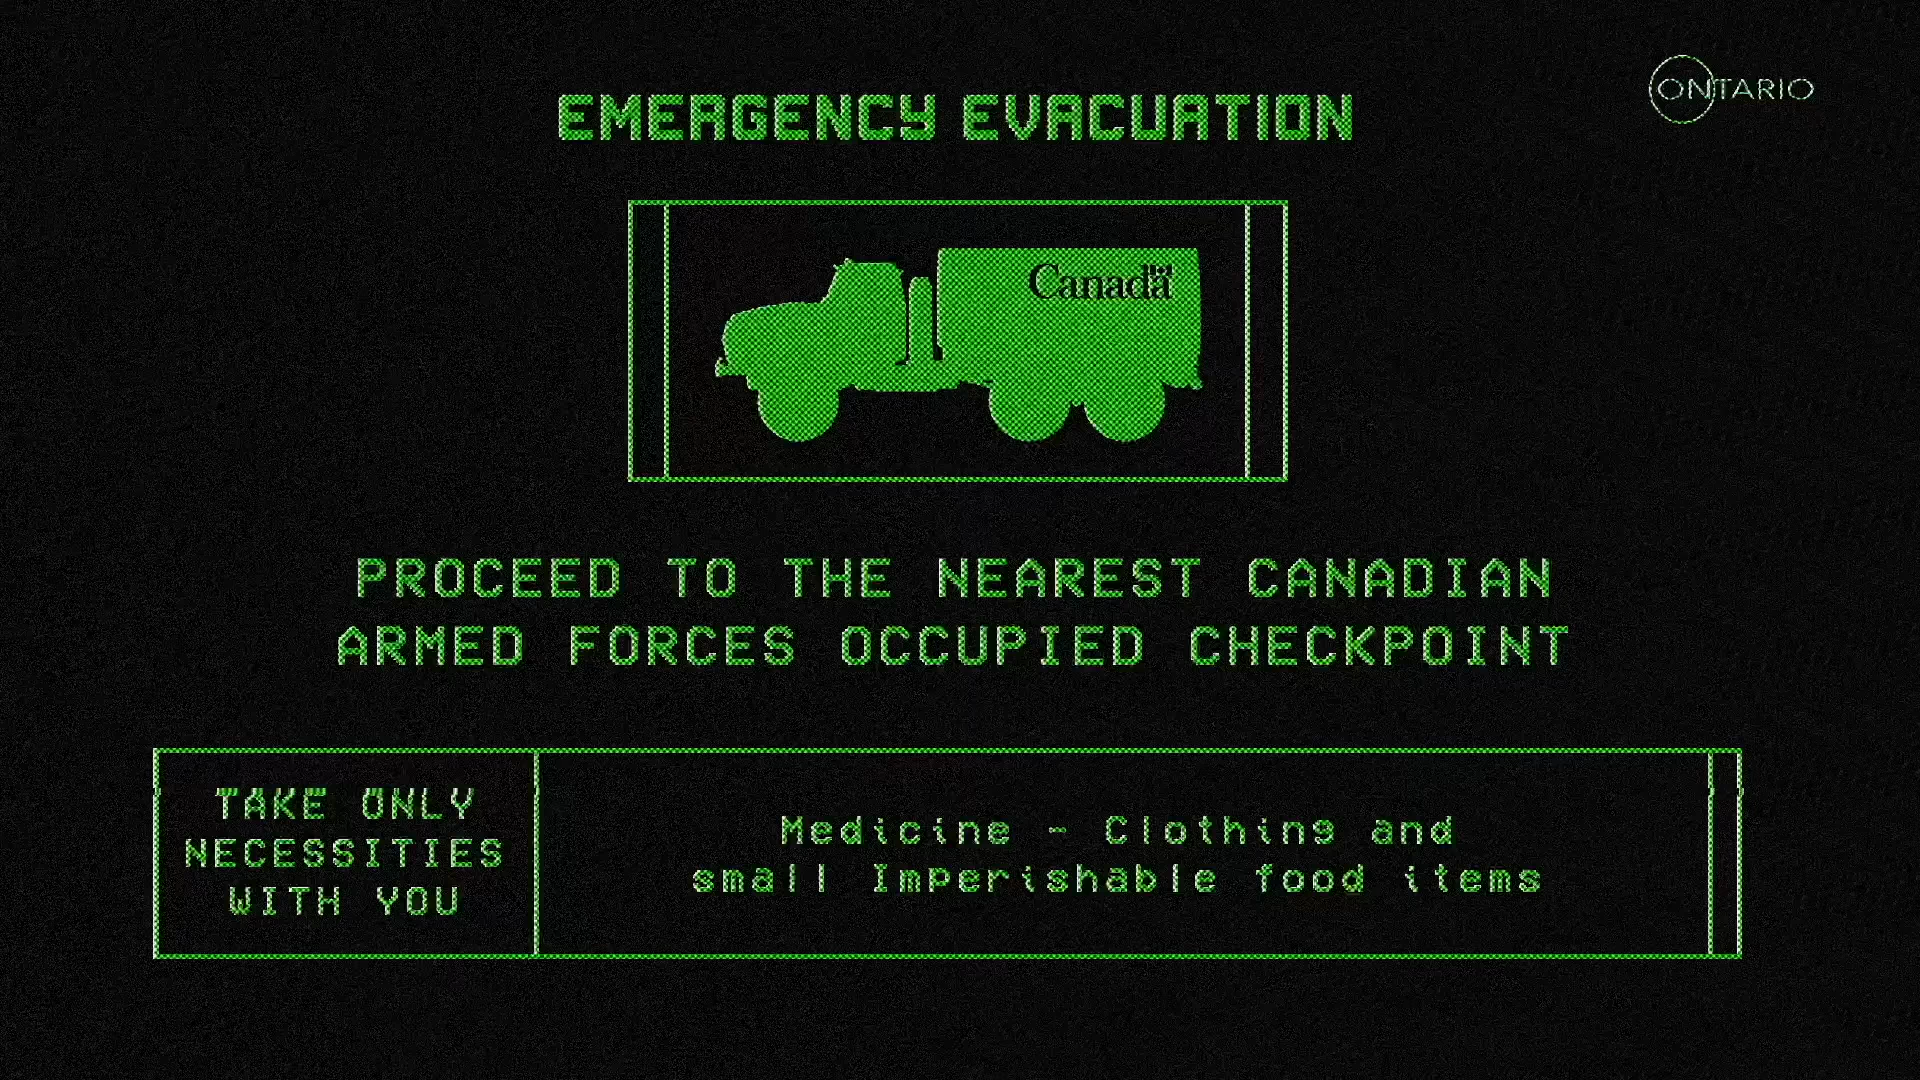 EMERGENCY EVACUATION
ONTARIO
Canada
PROCEED TO THE NEAREST CANADIAN
ARMED FORCES OCCUPIED CHECKPOINT
TAKE ONLY
NECESSITIES
WITH YOU
Medicine - Clothing and
small Imperishable food items